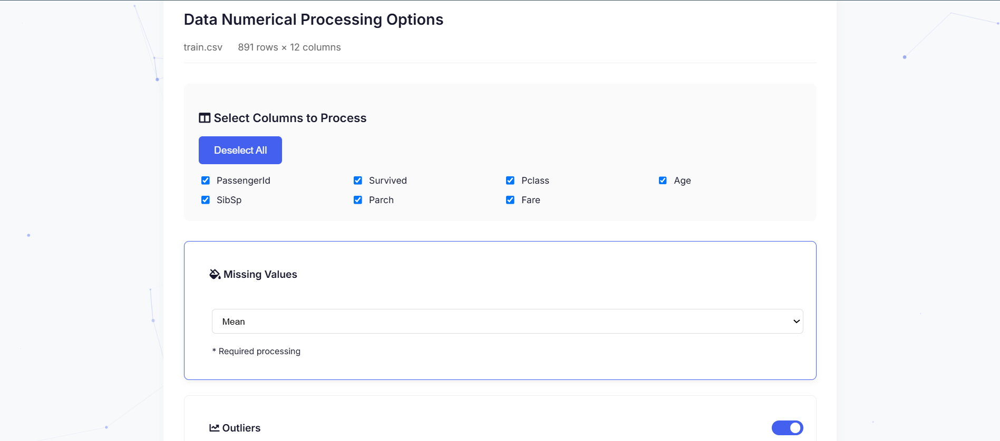 Data Numerical Processing Options
train.csv 891 rows × 12 columns
Select Columns to Process
Deselect All
PassengerId Survived Pclass Age
SibSp Parch Fare
Missing Values
Mean
* Required processing
Outliers